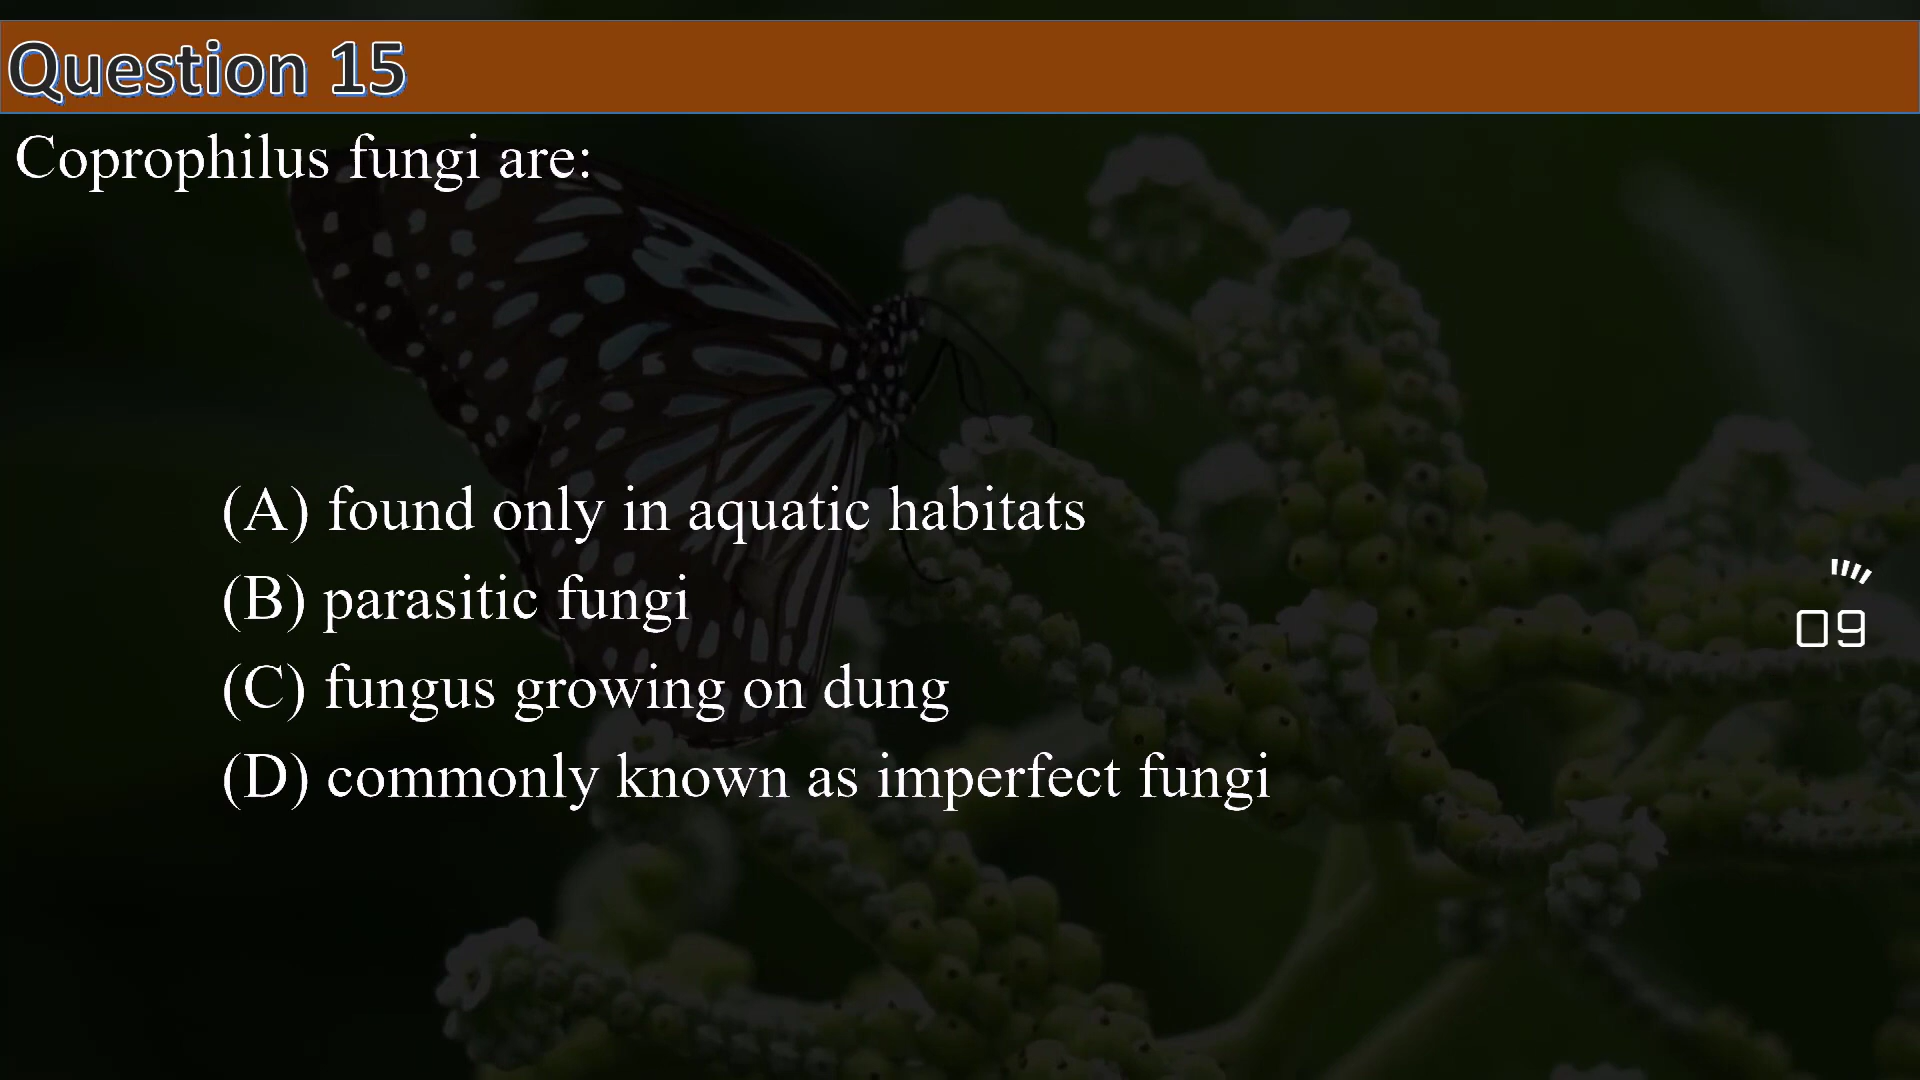 Question 15
Coprophilus fungi are:
(A) found only in aquatic habitats
(B) parasitic fungi
(C) fungus growing on dung
(D) commonly known as imperfect fungi
09